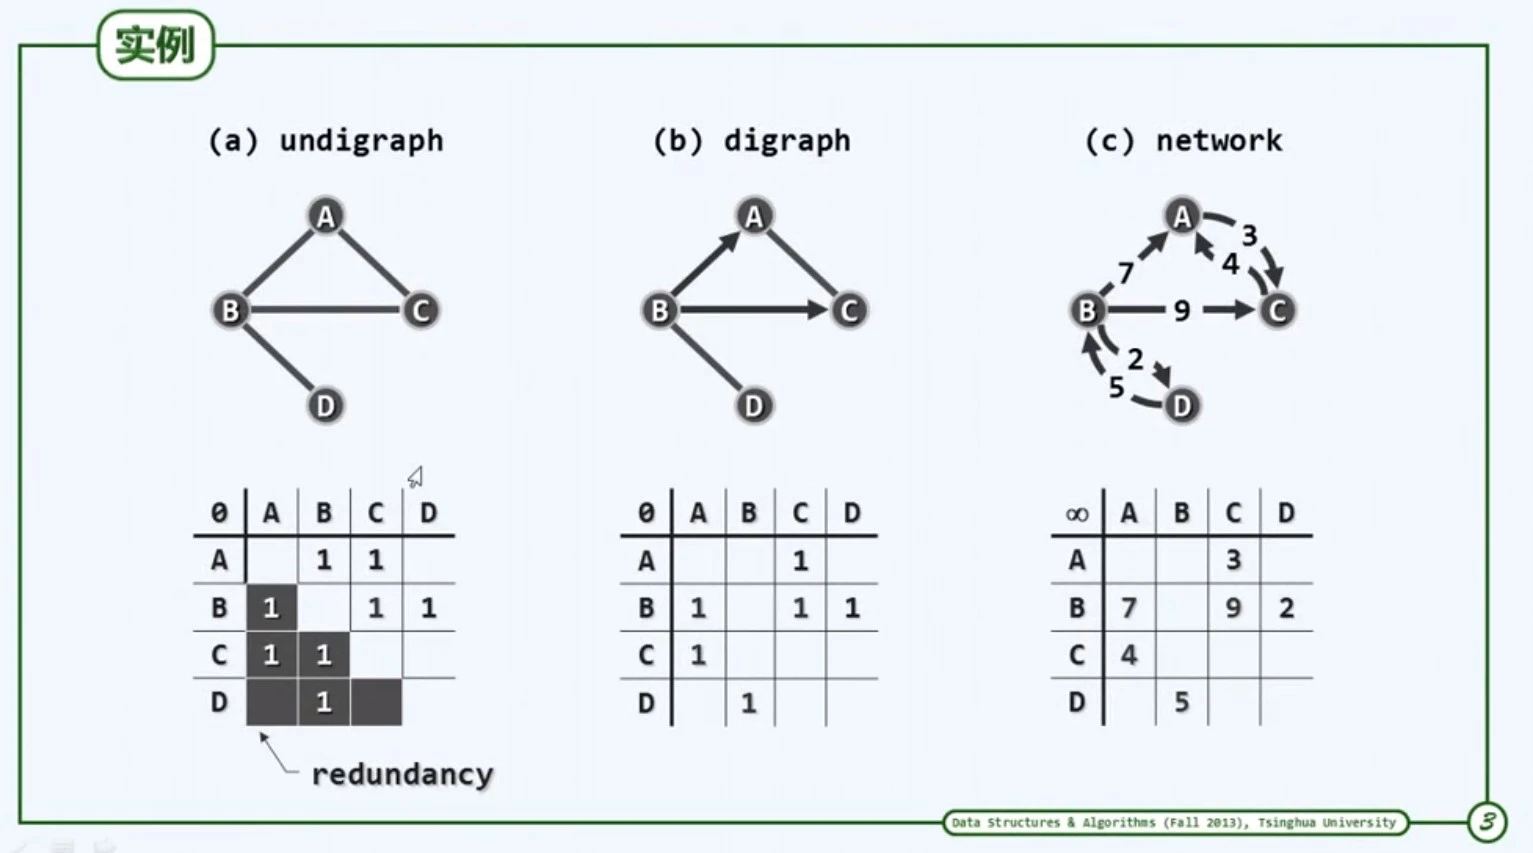 实例
(a) undigraph
(b) digraph
(c) network
A
B
C
D
A
B
C
D
A
B
C
D
7
3
4
9
2
5
0 A B C D
A 1 1
B 1 1 1
C 1 1
D 1
redundancy
0 A B C D
A 1
B 1 1 1
C 1
D 1
∞ A B C D
A 3
B 7 9 2
C 4
D 5
Data Structures & Algorithms (Fall 2013), Tsinghua University
3